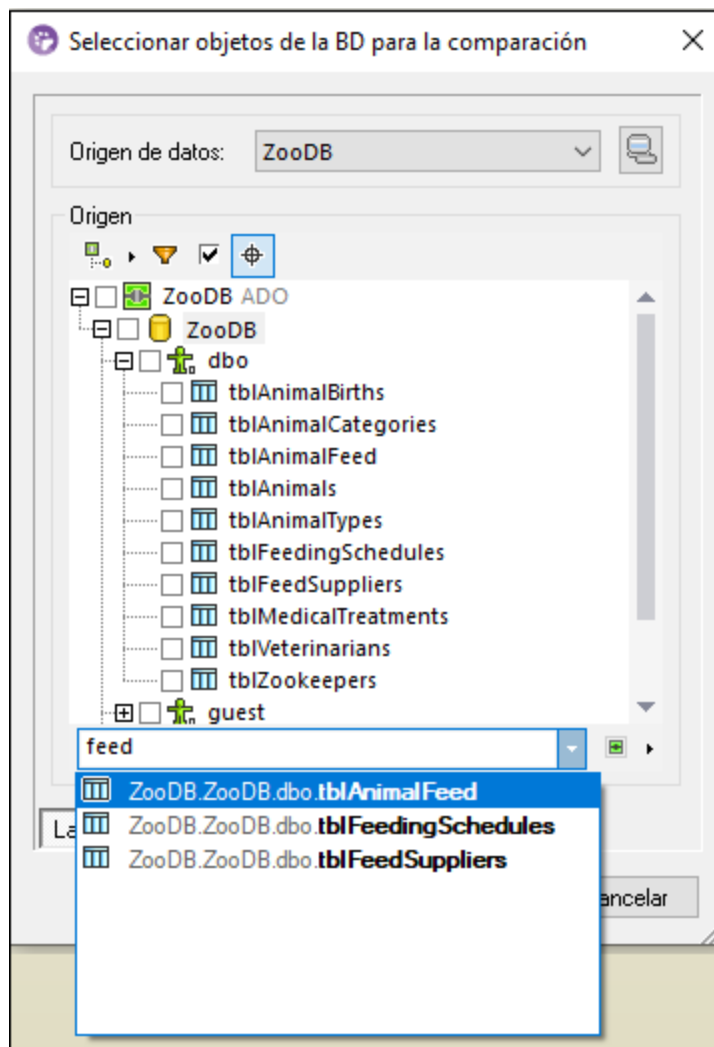 Seleccionar objetos de la BD para la comparación
Origen de datos: ZooDB
Origen
ZooDB ADO
ZooDB
dbo
tblAnimalBirths
tblAnimalCategories
tblAnimalFeed
tblAnimals
tblAnimalTypes
tblFeedingSchedules
tblFeedSuppliers
tblMedicalTreatments
tblVeterinarians
tblZookeepers
guest
feed
ZooDB.ZooDB.dbo.tblAnimalFeed
ZooDB.ZooDB.dbo.tblFeedingSchedules
ZooDB.ZooDB.dbo.tblFeedSuppliers